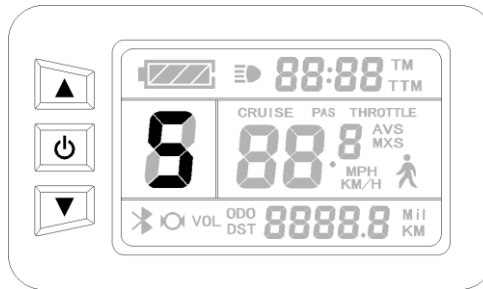 88:88 TM
TTM
5
CRUISE PAS THROTTLE
88.8 AVS
MXS
MPH
KM/H
VOL ODO
DST 8888.8 Mil
KM